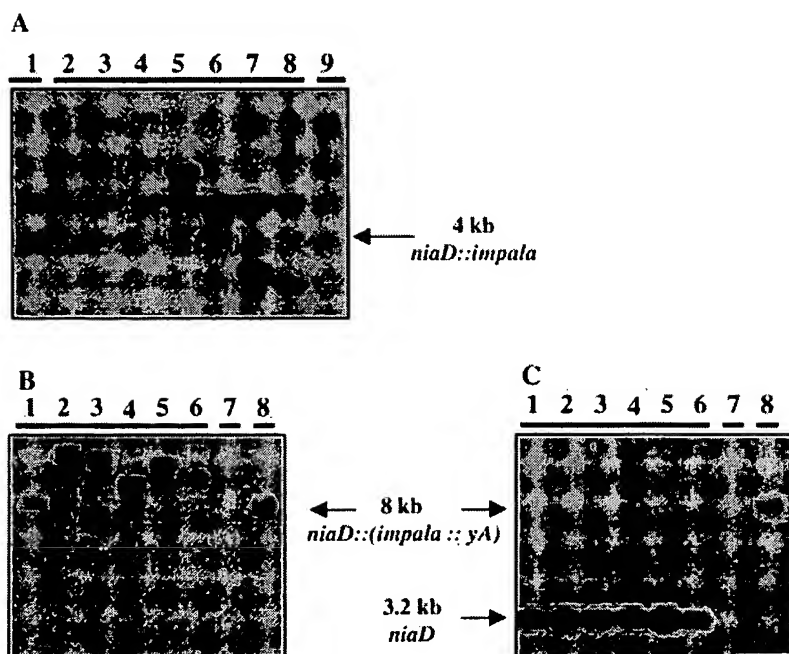 A
1 2 3 4 5 6 7 8 9
4 kb
niaD::impala
B
1 2 3 4 5 6 7 8
C
1 2 3 4 5 6 7 8
8 kb
niaD::(impala :: yA)
3.2 kb
niaD